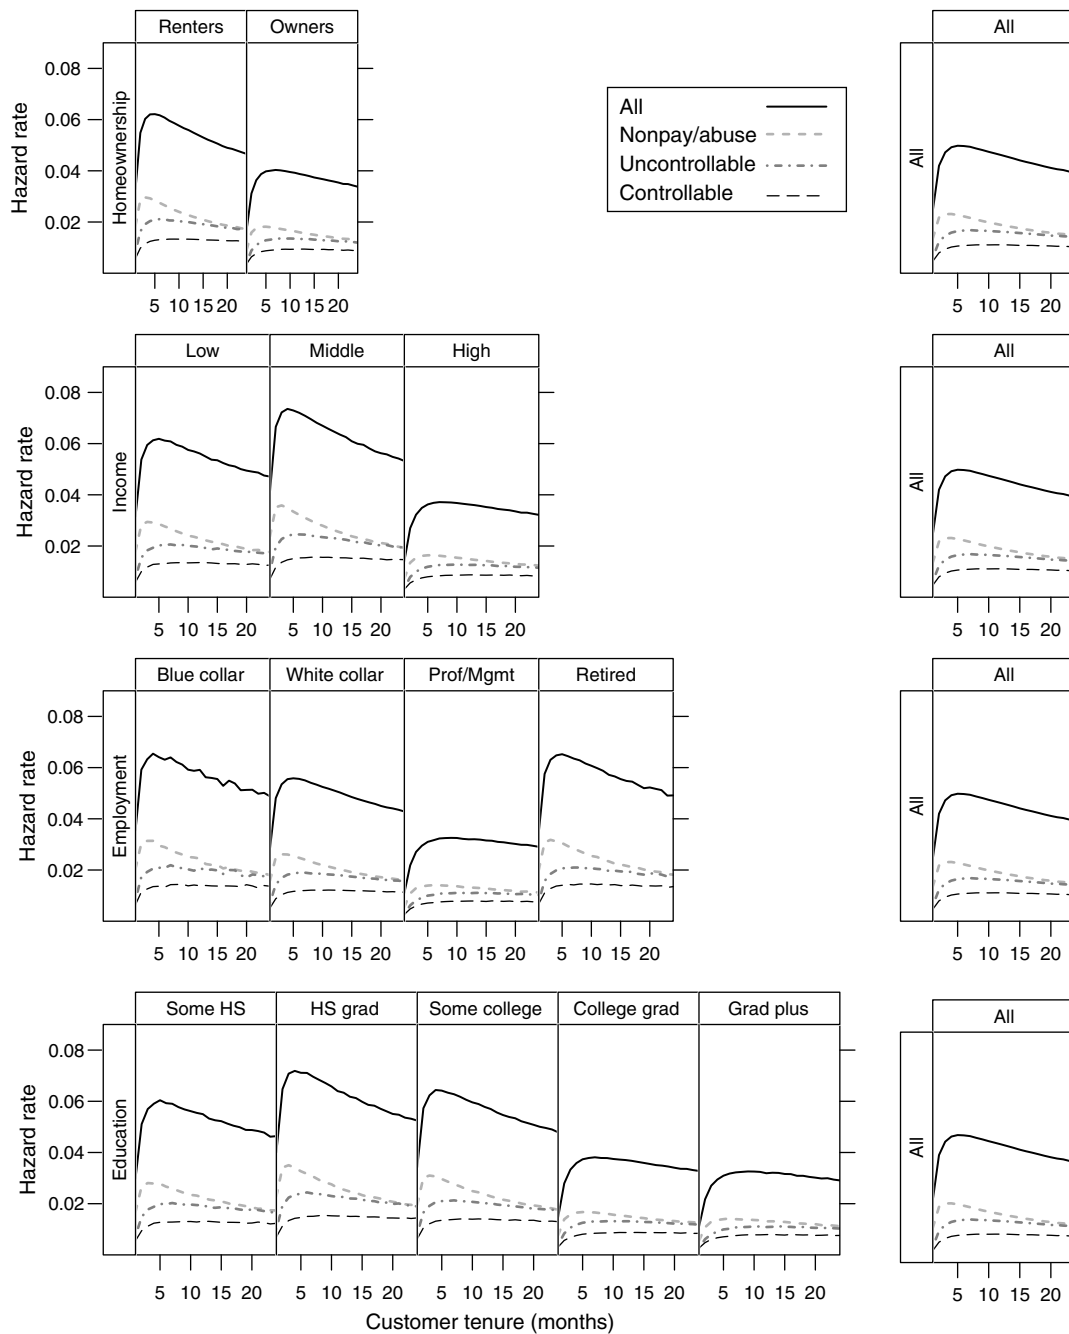 Renters Owners All
0.08
0.06
0.04
0.02
Hazard rate
Homeownership
All
Nonpay/abuse
Uncontrollable
Controllable
All
5 10 15 20 5 10 15 20 5 10 15 20
Low Middle High All
0.08
0.06
0.04
0.02
Hazard rate
Income
All
5 10 15 20 5 10 15 20 5 10 15 20 5 10 15 20
Blue collar White collar Prof/Mgmt Retired All
0.08
0.06
0.04
0.02
Hazard rate
Employment
All
5 10 15 20 5 10 15 20 5 10 15 20 5 10 15 20 5 10 15 20
Some HS HS grad Some college College grad Grad plus All
0.08
0.06
0.04
0.02
Hazard rate
Education
All
5 10 15 20 5 10 15 20 5 10 15 20 5 10 15 20 5 10 15 20 5 10 15 20
Customer tenure (months)